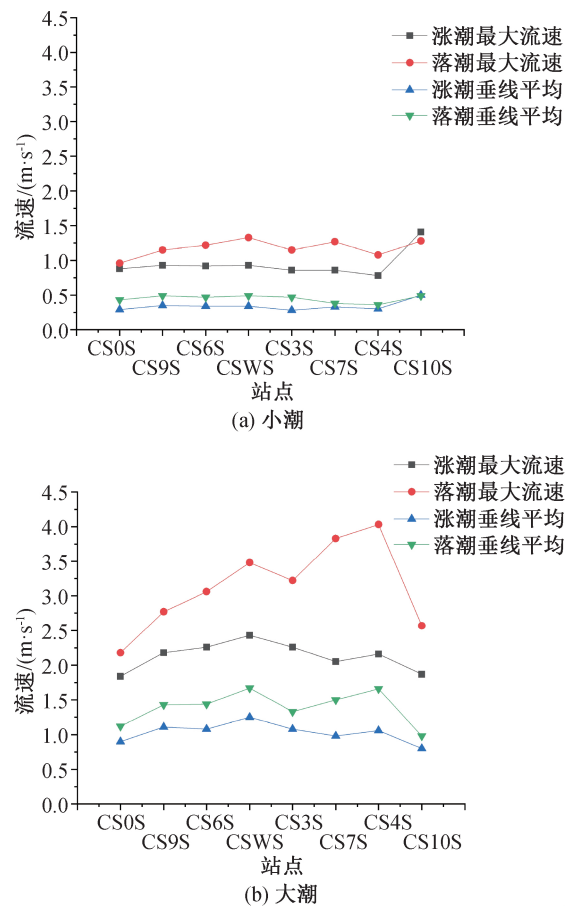 4.5
4.0
3.5
3.0
2.5
2.0
1.5
1.0
0.5
0.0
流速/(m·s⁻¹)
涨潮最大流速
落潮最大流速
涨潮垂线平均
落潮垂线平均
CS0S CS6S CS3S CS4S
CS9S CSWS CS7S CS10S
站点
(a) 小潮
涨潮最大流速
落潮最大流速
涨潮垂线平均
落潮垂线平均
4.5
4.0
3.5
3.0
2.5
2.0
1.5
1.0
0.5
0.0
流速/(m·s⁻¹)
CS0S CS6S CS3S CS4S
CS9S CSWS CS7S CS10S
站点
(b) 大潮